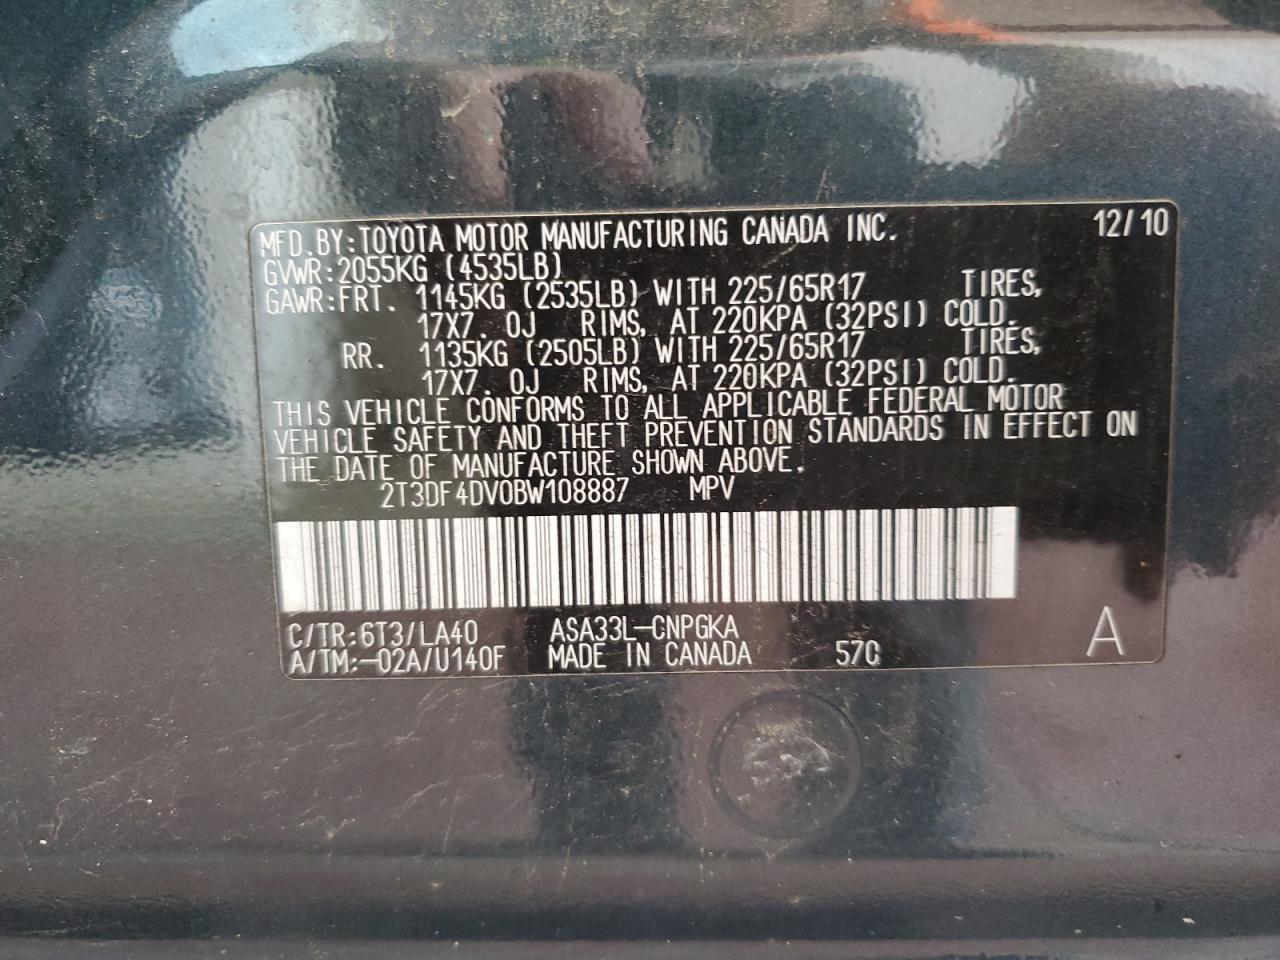 MFD.BY:TOYOTA MOTOR MANUFACTURING CANADA INC. 12/10
GVWR:2055KG (4535LB)
GAWR:FRT. 1145KG (2535LB) WITH 225/65R17 TIRES,
17X7. 0J RIMS, AT 220KPA (32PSI) COLD.
RR. 1135KG (2505LB) WITH 225/65R17 TIRES,
17X7. 0J RIMS, AT 220KPA (32PSI) COLD.
THIS VEHICLE CONFORMS TO ALL APPLICABLE FEDERAL MOTOR
VEHICLE SAFETY AND THEFT PREVENTION STANDARDS IN EFFECT ON
THE DATE OF MANUFACTURE SHOWN ABOVE.
2T3DF4DV0BW108887 MPV
C/TR:6T3/LA40 ASA33L-CNPGKA A
A/TM:-02A/U140F MADE IN CANADA 57C